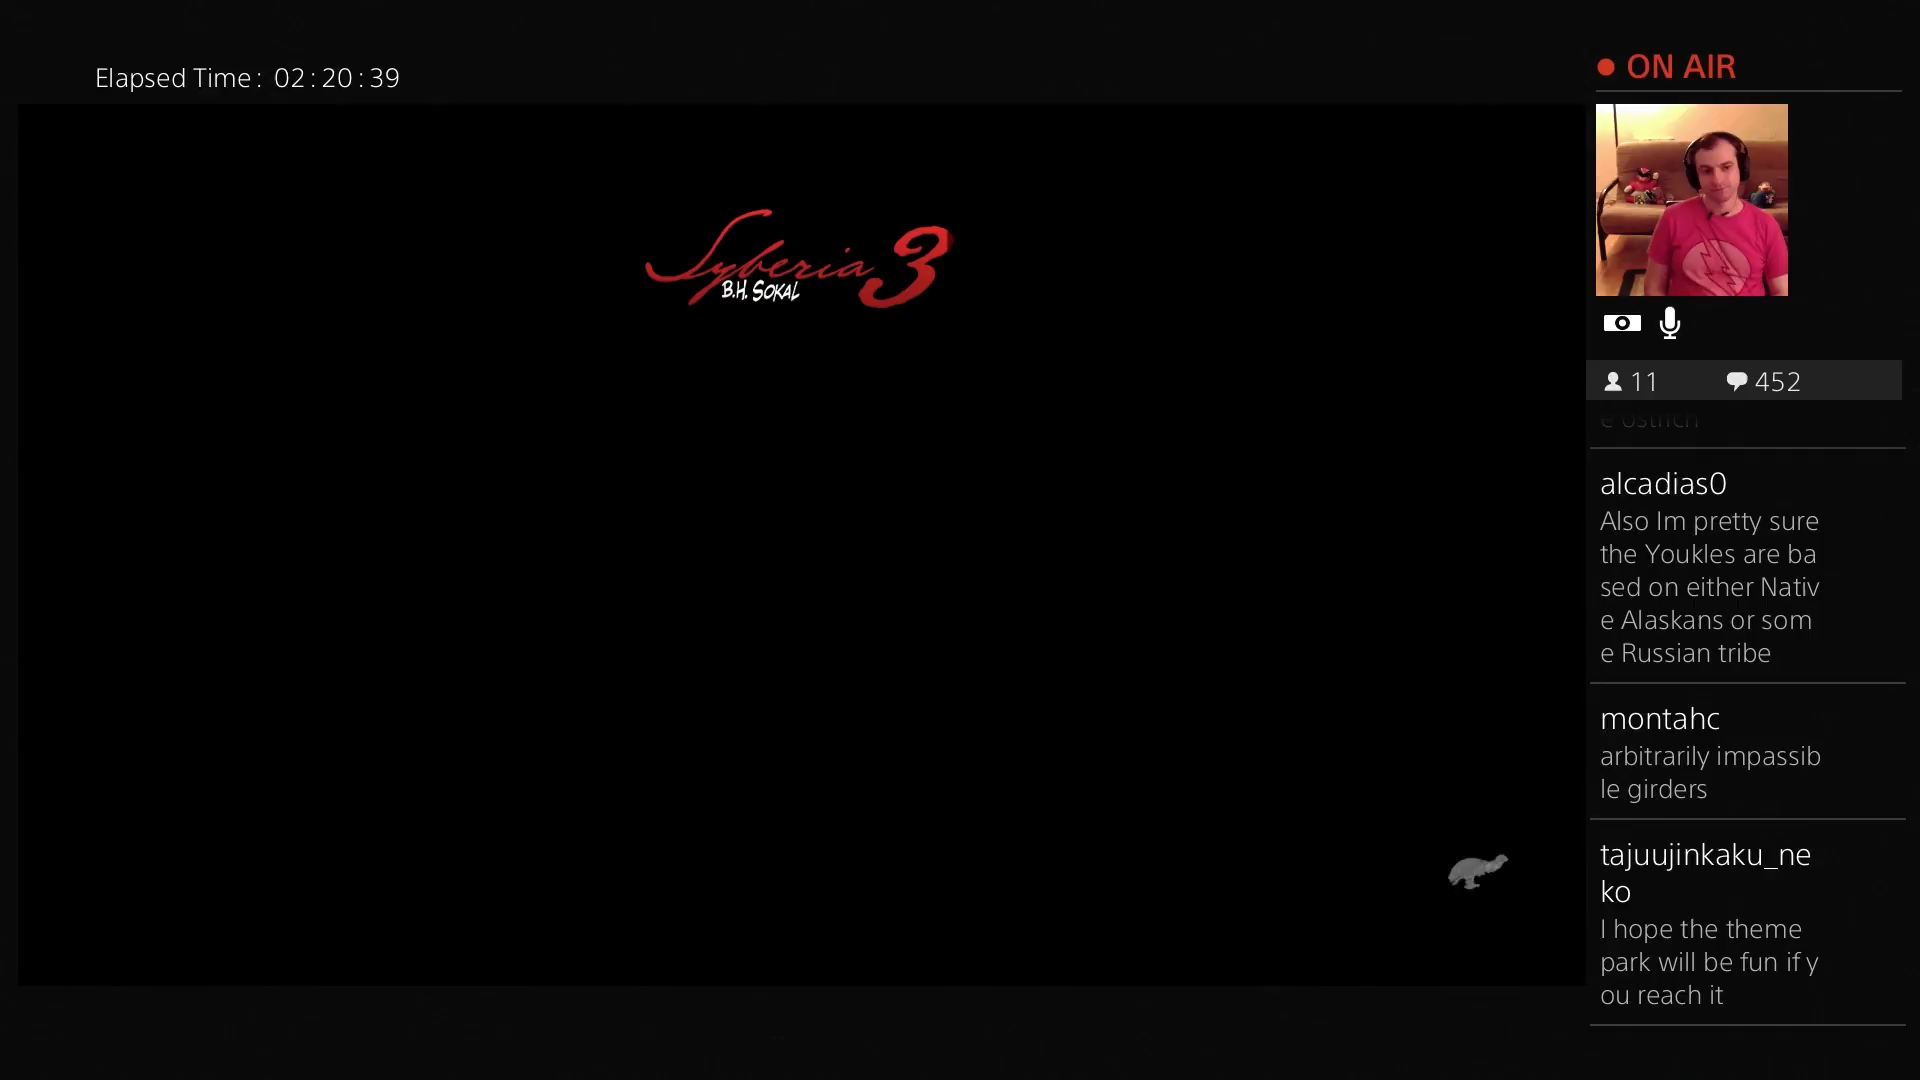 Elapsed Time: 02:20:39
ON AIR
Syberia 3
B.H. SOKAL
11
452
e ostrich
alcadias0
Also Im pretty sure
the Youkles are ba
sed on either Nativ
e Alaskans or som
e Russian tribe
montahc
arbitrarily impassib
le girders
tajuujinkaku_ne
ko
I hope the theme
park will be fun if y
ou reach it